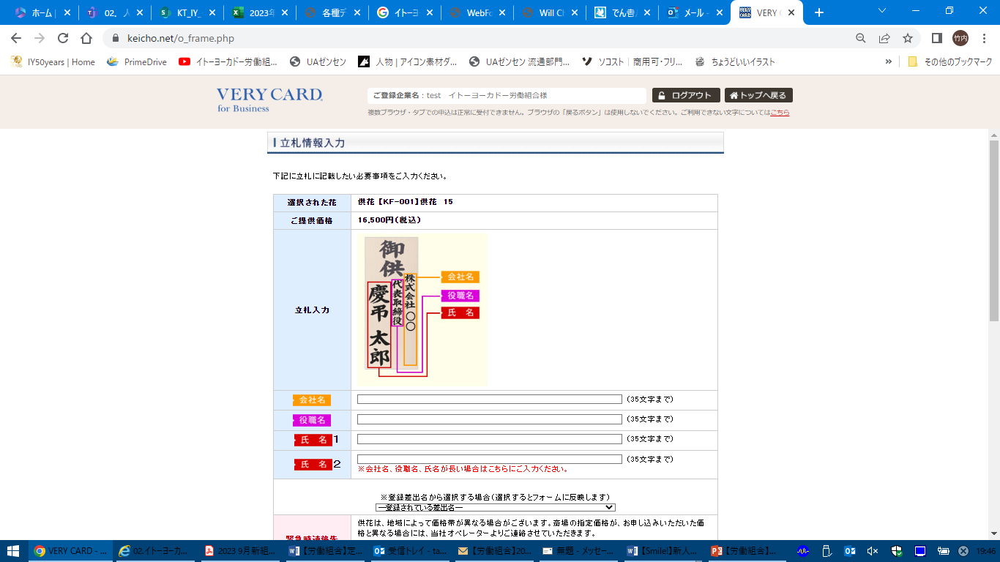 ホーム |
02．人
KT_IY_
2023年
各種デ
イトーヨ
WebFo
Will Cl
でんき
メール -
VERY C
keicho.net/o_frame.php
竹内
IY50years | Home
PrimeDrive
イトーヨーカドー労働組...
UAゼンセン
人物 | アイコン素材ダ...
UAゼンセン 流通部門...
ソコスト｜商用可・フリ...
ちょうどいいイラスト
»
その他のブックマーク
VERY CARD
for Business
ご登録企業名：test　イトーヨーカドー労働組合様
ログアウト
トップへ戻る
複数ブラウザ・タブでの申込は正常に受付できません。ブラウザの「戻るボタン」は使用しないでください。ご利用できない文字についてはこちら
立札情報入力
下記に立札に記載したい必要事項をご入力ください。
選択された花
供花 【KF-001】供花　15
ご提供価格
16,500円（税込）
立札入力
御供
株式会社 〇〇
代表取締役
慶弔 太郎
会社名
役職名
氏　名
会社名
（35文字まで）
役職名
（35文字まで）
氏　名1
（35文字まで）
氏　名2
（35文字まで）
※会社名、役職名、氏名が長い場合はこちらにご入力ください。
※登録差出名から選択する場合（選択するとフォームに反映します）
―登録されている差出名―
緊急時連絡先
供花は、地域によって価格帯が異なる場合がございます。斎場の指定価格が、お申し込みいただいた価
格と異なる場合には、当社オペレーターよりご連絡させていただきます。
VERY CARD - ...
02.イトーヨーカ...
2023 9月新組...
【労働組合】定...
受信トレイ - ta...
【労働組合】20...
無題 - メッセー...
【Smile!】新人...
【労働組合】...
19:46